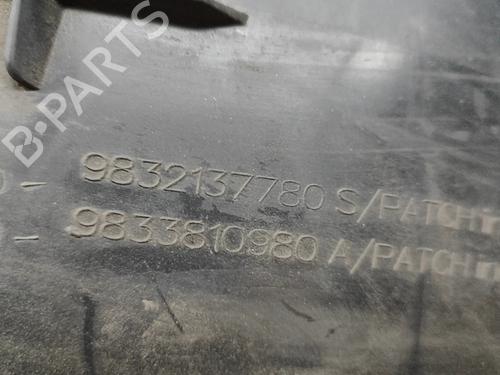 B-PARTS
- 9832137780 S/PATCH
- 9833810980 A/PATCH